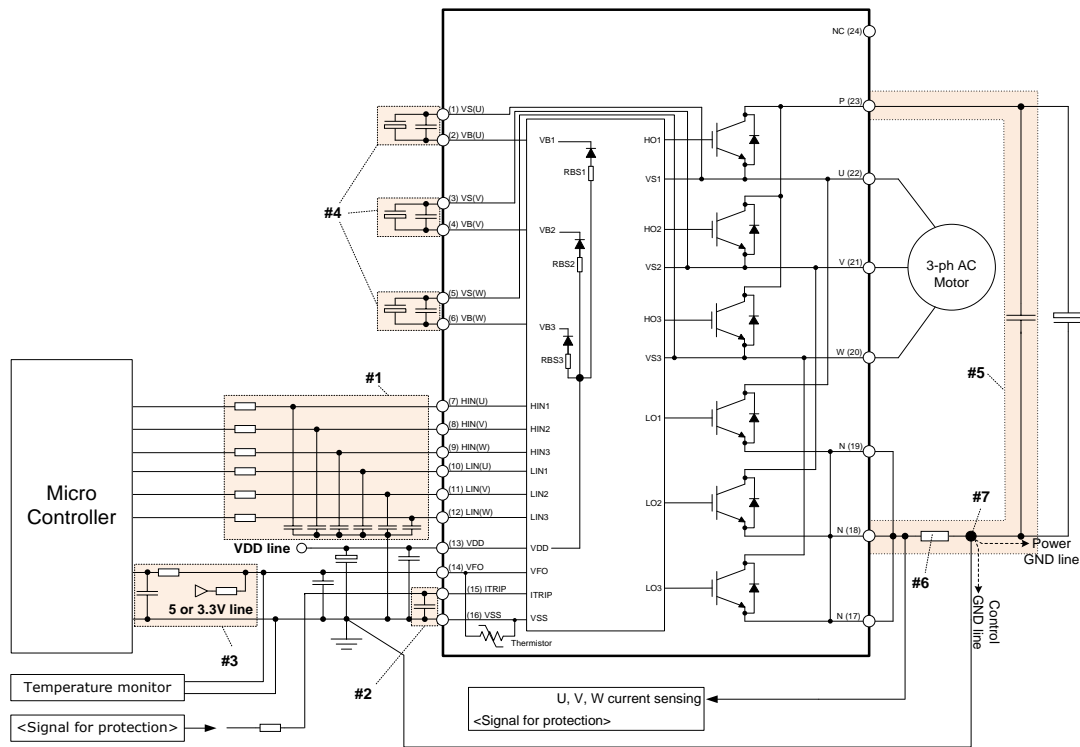 NC (24)
P (23)
(1) VS(U)
(2) VB(U)
VB1
HO1
RBS1
VS1
U (22)
(3) VS(V)
#4
(4) VB(V)
VB2
HO2
RBS2
VS2
V (21)
3-ph AC
Motor
(5) VS(W)
(6) VB(W)
VB3
HO3
RBS3
VS3
W (20)
#5
#1
(7) HIN(U)
HIN1
LO1
(8) HIN(V)
HIN2
(9) HIN(W)
HIN3
N (19)
(10) LIN(U)
LIN1
(11) LIN(V)
LIN2
LO2
(12) LIN(W)
LIN3
Micro
Controller
#7
N (18)
VDD line
(13) VDD
VDD
Power
GND line
#6
(14) VFO
VFO
LO3
(15) ITRIP
ITRIP
5 or 3.3V line
(16) VSS
VSS
N (17)
Control
GND line
Thermistor
#3
#2
Temperature monitor
U, V, W current sensing
<Signal for protection>
<Signal for protection>